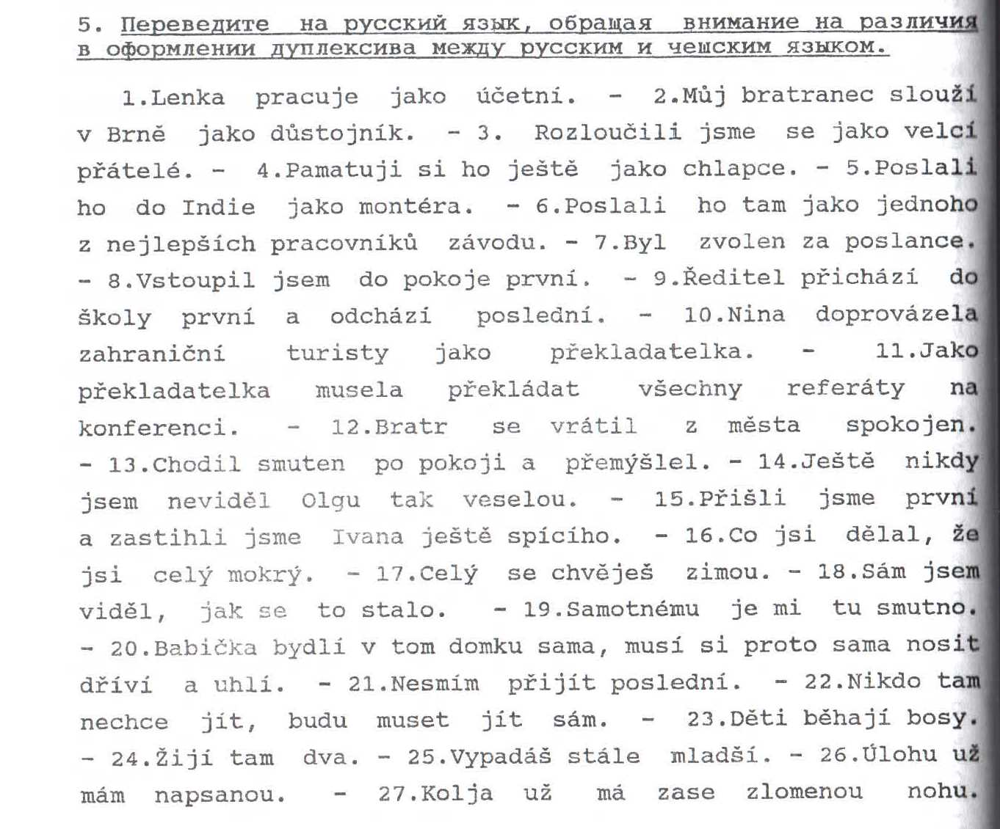 5. Переведите на русский язык, обращая внимание на различия
в оформлении дуплексива между русским и чешским языком.
1.Lenka pracuje jako účetní. - 2.Můj bratranec slouží
v Brně jako důstojník. - 3. Rozloučili jsme se jako velcí
přátelé. - 4.Pamatuji si ho ještě jako chlapce. - 5.Poslali
ho do Indie jako montéra. - 6.Poslali ho tam jako jednoho
z nejlepších pracovníků závodu. - 7.Byl zvolen za poslance.
- 8.Vstoupil jsem do pokoje první. - 9.Ředitel přichází do
školy první a odchází poslední. - 10.Nina doprovázela
zahraniční turisty jako překladatelka. - 11.Jako
překladatelka musela překládat všechny referáty na
konferenci. - 12.Bratr se vrátil z města spokojen.
- 13.Chodil smuten po pokoji a přemýšlel. - 14.Ještě nikdy
jsem neviděl Olgu tak veselou. - 15.Přišli jsme první
a zastihli jsme Ivana ještě spícího. - 16.Co jsi dělal, že
jsi celý mokrý. - 17.Celý se chvěješ zimou. - 18.Sám jsem
viděl, jak se to stalo. - 19.Samotnému je mi tu smutno.
- 20.Babička bydlí v tom domku sama, musí si proto sama nosit
dříví a uhlí. - 21.Nesmím přijít poslední. - 22.Nikdo tam
nechce jít, budu muset jít sám. - 23.Děti běhají bosy.
- 24.Žijí tam dva. - 25.Vypadáš stále mladší. - 26.Úlohu už
mám napsanou. - 27.Kolja už má zase zlomenou nohu.